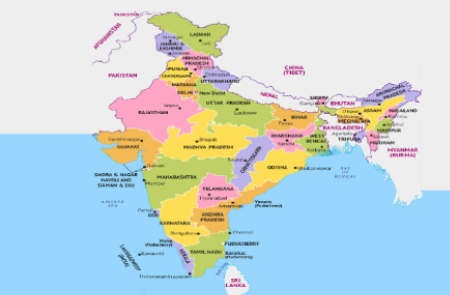 TAJIKISTAN
AFGHANISTAN
LADAKH
JAMMU &
KASHMIR
HIMACHAL
PRADESH
PUNJAB
CHANDIGARH
UTTARAKHAND
HARYANA
DELHI
New Delhi
PAKISTAN
CHINA
(TIBET)
NEPAL
SIKKIM
BHUTAN
ARUNACHAL
PRADESH
ASSAM
NAGALAND
MEGHALAYA
MANIPUR
BANGLADESH
TRIPURA
MIZORAM
MYANMAR
(BURMA)
RAJASTHAN
Jaipur
UTTAR PRADESH
Lucknow
BIHAR
Patna
JHARKHAND
Ranchi
WEST
BENGAL
Kolkata
Gandhinagar
GUJARAT
Bhopal
MADHYA PRADESH
CHHATTISGARH
ODISHA
Bhubaneswar
DADRA & NAGAR
HAVELI AND
DAMAN & DIU
Daman
MAHARASHTRA
Mumbai
TELANGANA
Hyderabad
Amaravati
Yanam
(Puducherry)
BAY OF
BENGAL
Panaji
GOA
KARNATAKA
ANDHRA
PRADESH
Bengaluru
Chennai
Mahe
(Puducherry)
PUDUCHERRY
Karaikal
(Puducherry)
TAMIL NADU
KERALA
LAKSHADWEEP
Kavaratti
Thiruvananthapuram
SRI
LANKA